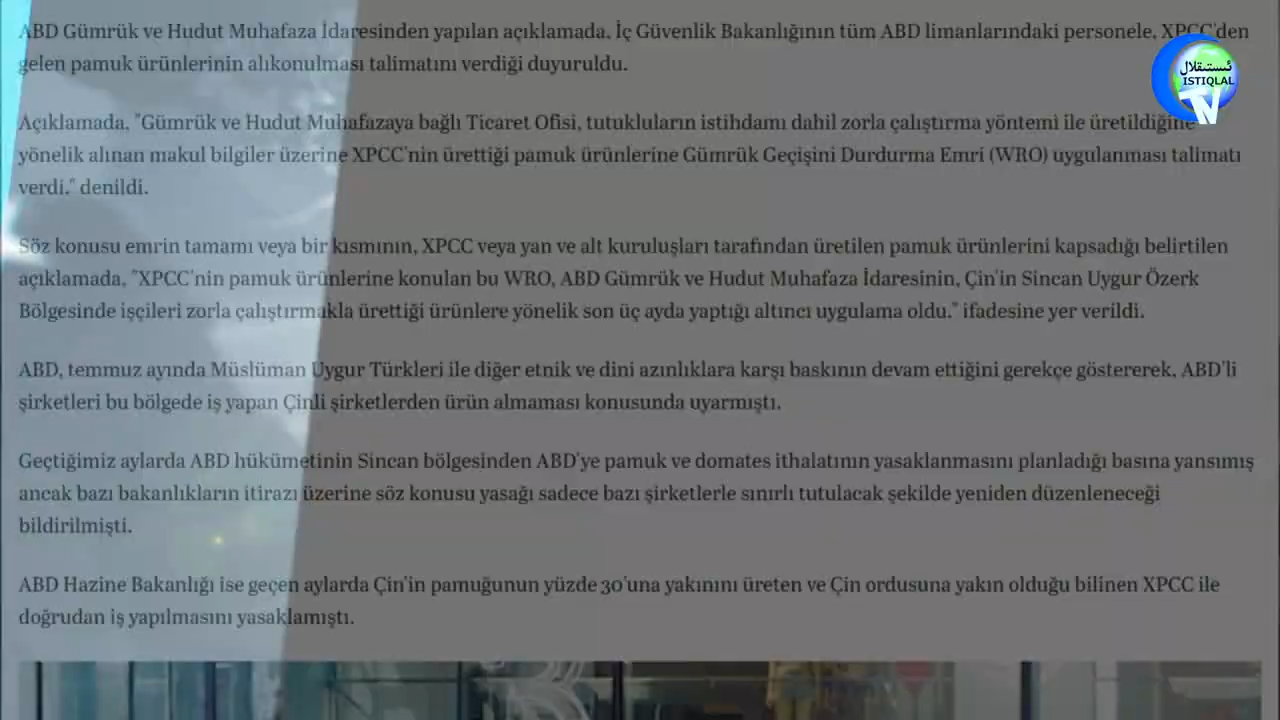 ABD Gümrük ve Hudut Muhafaza İdaresinden yapılan açıklamada, İç Güvenlik Bakanlığının tüm ABD limanlarındaki personele, XPCC'den
gelen pamuk ürünlerinin alıkonulması talimatını verdiği duyuruldu.
ئىستىقلال
ISTIQLAL
TV
Açıklamada, "Gümrük ve Hudut Muhafazaya bağlı Ticaret Ofisi, tutukluların istihdamı dahil zorla çalıştırma yöntemi ile üretildiğine
yönelik alınan makul bilgiler üzerine XPCC'nin ürettiği pamuk ürünlerine Gümrük Geçişini Durdurma Emri (WRO) uygulanması talimatı
verdi." denildi.
Söz konusu emrin tamamı veya bir kısmının, XPCC veya yan ve alt kuruluşları tarafından üretilen pamuk ürünlerini kapsadığı belirtilen
açıklamada, "XPCC'nin pamuk ürünlerine konulan bu WRO, ABD Gümrük ve Hudut Muhafaza İdaresinin, Çin'in Sincan Uygur Özerk
Bölgesinde işçileri zorla çalıştırmakla ürettiği ürünlere yönelik son üç ayda yaptığı altıncı uygulama oldu." ifadesine yer verildi.
ABD, temmuz ayında Müslüman Uygur Türkleri ile diğer etnik ve dini azınlıklara karşı baskının devam ettiğini gerekçe göstererek, ABD'li
şirketleri bu bölgede iş yapan Çinli şirketlerden ürün almaması konusunda uyarmıştı.
Geçtiğimiz aylarda ABD hükümetinin Sincan bölgesinden ABD'ye pamuk ve domates ithalatının yasaklanmasını planladığı basına yansımış
ancak bazı bakanlıkların itirazı üzerine söz konusu yasağı sadece bazı şirketlerle sınırlı tutulacak şekilde yeniden düzenleneceği
bildirilmişti.
ABD Hazine Bakanlığı ise geçen aylarda Çin'in pamuğunun yüzde 30'una yakınını üreten ve Çin ordusuna yakın olduğu bilinen XPCC ile
doğrudan iş yapılmasını yasaklamıştı.